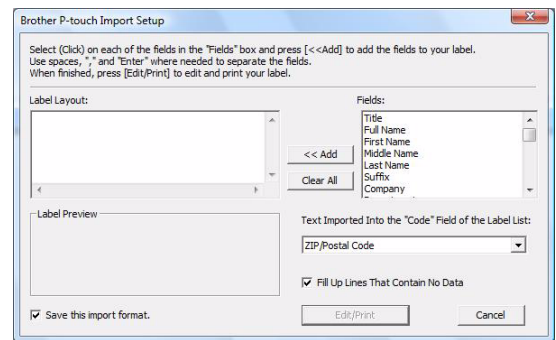 Brother P-touch Import Setup
Select (Click) on each of the fields in the "Fields" box and press [<<Add] to add the fields to your label.
Use spaces, "," and "Enter" where needed to separate the fields.
When finished, press [Edit/Print] to edit and print your label.
Label Layout:
Fields:
Title
Full Name
First Name
Middle Name
Last Name
Suffix
Company
<< Add
Clear All
Label Preview
Text Imported Into the "Code" Field of the Label List:
ZIP/Postal Code
Fill Up Lines That Contain No Data
Save this import format.
Edit/Print
Cancel